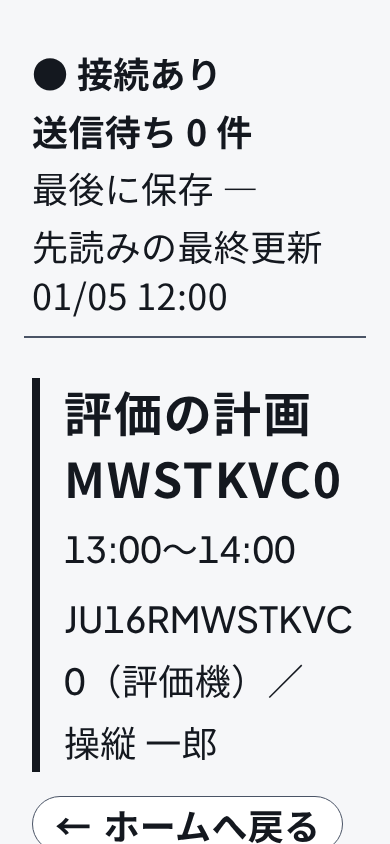 ● 接続あり
送信待ち 0 件
最後に保存 —
先読みの最終更新
01/05 12:00
評価の計画
MWSTKVC0
13:00〜14:00
JU16RMWSTKVC
0（評価機）／
操縦 一郎
← ホームへ戻る